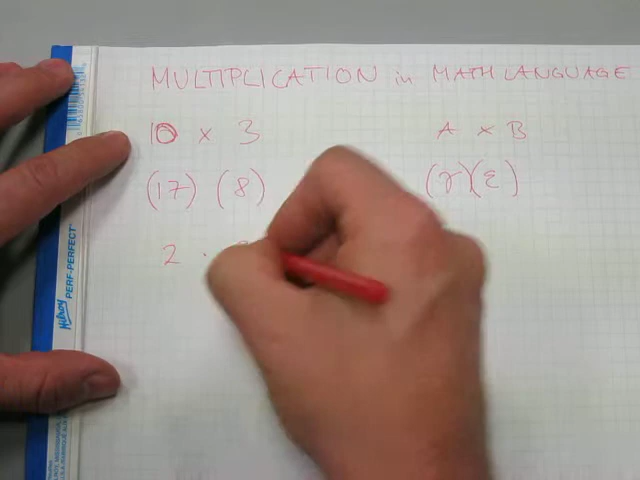 MULTIPLICATION in MATH LANGUAGE
10 x 3 A x B
(17) (8) (γ)(ε)
2 ·
Hilroy PERF-PERFECT